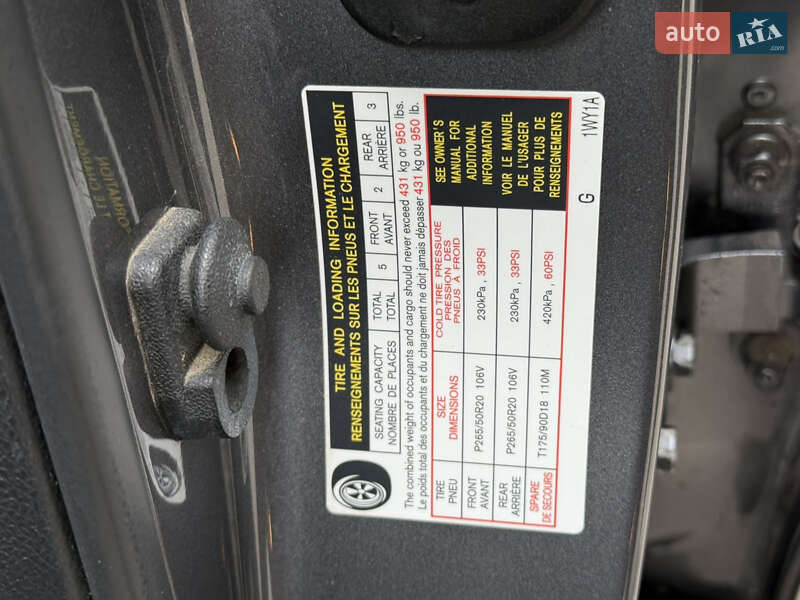 auto RIA.com
TIRE AND LOADING INFORMATION
RENSEIGNEMENTS SUR LES PNEUS ET LE CHARGEMENT
SEATING CAPACITY TOTAL 5 FRONT 2 REAR 3
NOMBRE DE PLACES TOTAL AVANT ARRIÈRE
The combined weight of occupants and cargo should never exceed 431 kg or 950 lbs.
Le poids total des occupants et du chargement ne doit jamais dépasser 431 kg ou 950 lb.
TIRE SIZE COLD TIRE PRESSURE
PNEU DIMENSIONS PRESSION DES PNEUS À FROID
FRONT P265/50R20 106V 230kPa, 33PSI
AVANT
REAR P265/50R20 106V 230kPa, 33PSI
ARRIÈRE
SPARE T175/90D18 110M 420kPa, 60PSI
DE SECOURS
SEE OWNER'S
MANUAL FOR
ADDITIONAL
INFORMATION
VOIR LE MANUEL
DE L'USAGER
POUR PLUS DE
RENSEIGNEMENTS
G 1WY1A